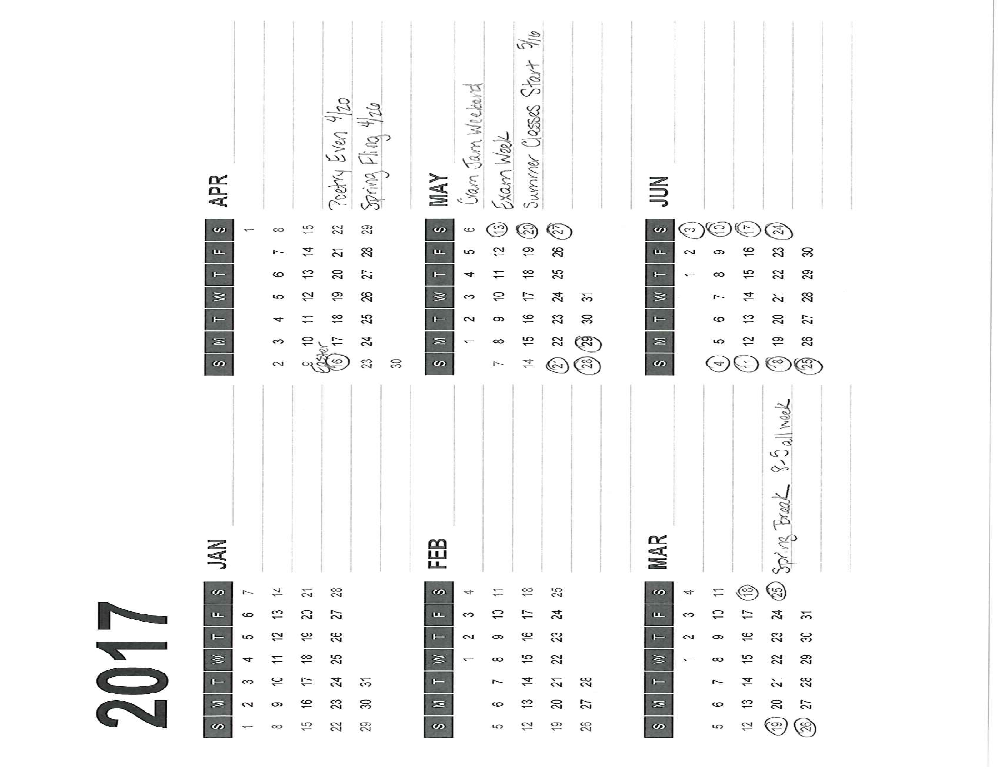 2017
JAN
S M T W T F S
1 2 3 4 5 6 7
8 9 10 11 12 13 14
15 16 17 18 19 20 21
22 23 24 25 26 27 28
29 30 31
FEB
S M T W T F S
1 2 3 4
5 6 7 8 9 10 11
12 13 14 15 16 17 18
19 20 21 22 23 24 25
26 27 28
MAR
S M T W T F S
1 2 3 4
5 6 7 8 9 10 11
12 13 14 15 16 17 18
19 20 21 22 23 24 25 Spring Break 8-5 all week
26 27 28 29 30 31
APR
S M T W T F S
1
2 3 4 5 6 7 8
9 10 11 12 13 14 15
Easter
16 17 18 19 20 21 22 Poetry Even 4/20
23 24 25 26 27 28 29 Spring Fling 4/26
30
MAY
S M T W T F S
1 2 3 4 5 6 Cram Jam Weekend
7 8 9 10 11 12 13 Exam Week
14 15 16 17 18 19 20 Summer Classes Start 5/16
21 22 23 24 25 26 27
28 29 30 31
JUN
S M T W T F S
1 2 3
4 5 6 7 8 9 10
11 12 13 14 15 16 17
18 19 20 21 22 23 24
25 26 27 28 29 30